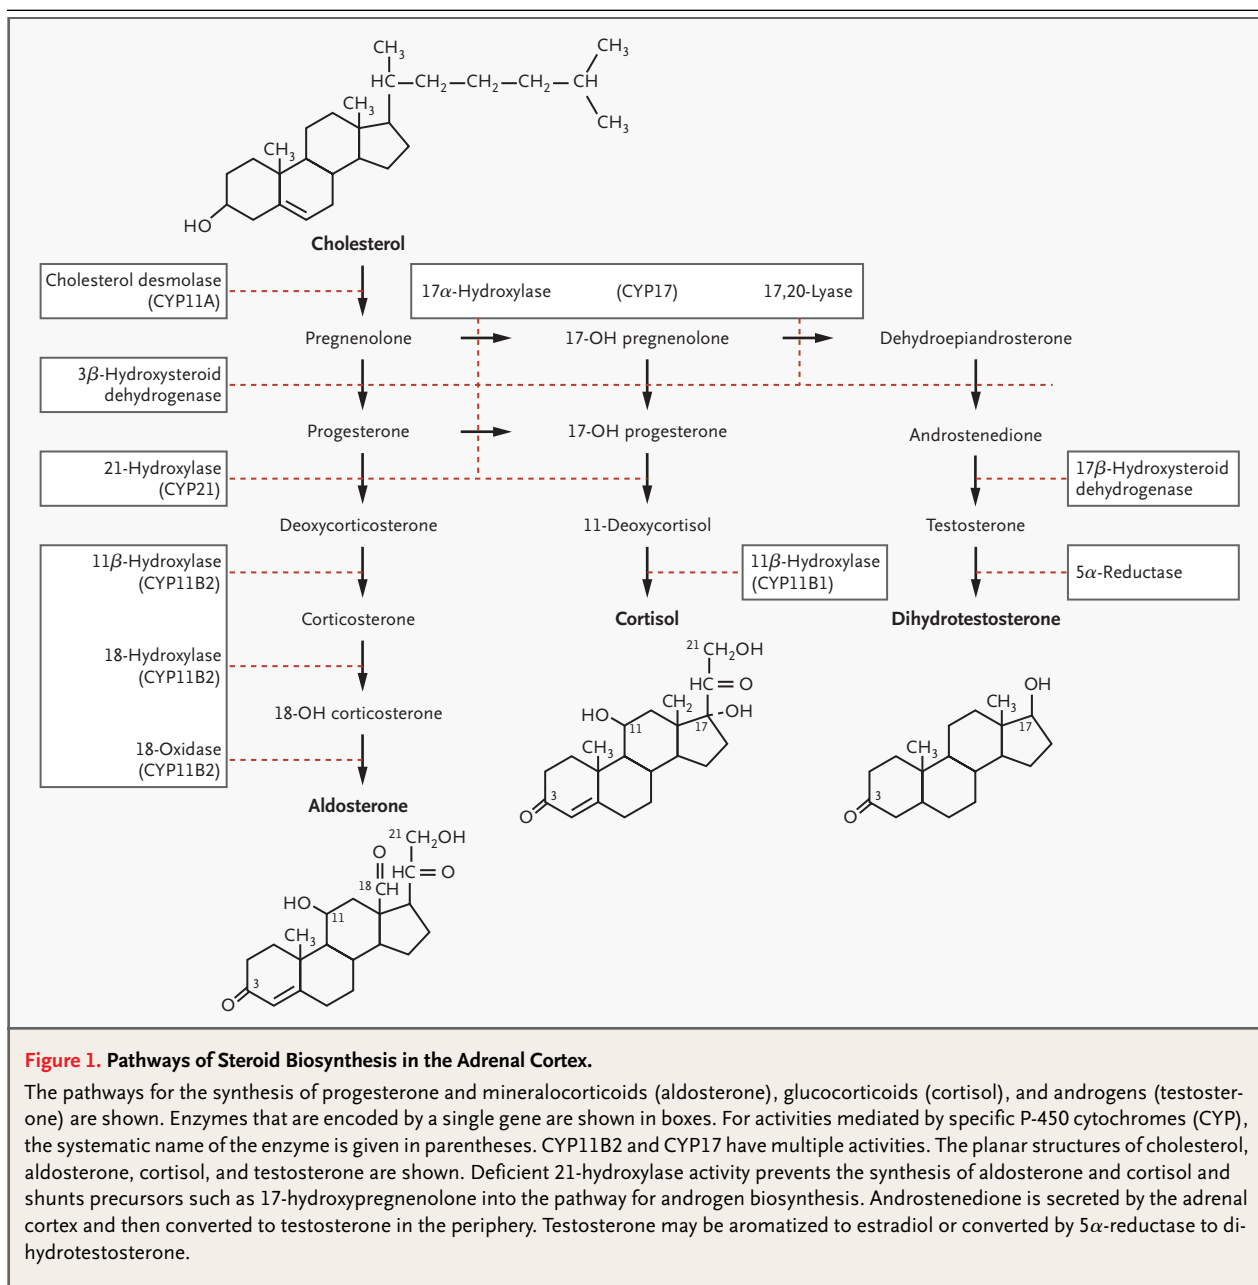 CH3
CH3
HC—CH2—CH2—CH2—CH
CH3
CH3
CH3
HO
Cholesterol
Cholesterol desmolase
(CYP11A)
17α-Hydroxylase (CYP17) 17,20-Lyase
Pregnenolone
17-OH pregnenolone
Dehydroepiandrosterone
3β-Hydroxysteroid
dehydrogenase
Progesterone
17-OH progesterone
Androstenedione
21-Hydroxylase
(CYP21)
17β-Hydroxysteroid
dehydrogenase
Deoxycorticosterone
11-Deoxycortisol
Testosterone
11β-Hydroxylase
(CYP11B2)
11β-Hydroxylase
(CYP11B1)
5α-Reductase
Corticosterone
Cortisol
Dihydrotestosterone
18-Hydroxylase
(CYP11B2)
18-OH corticosterone
18-Oxidase
(CYP11B2)
Aldosterone
21 CH2OH
HC=O
CH2
HO
11
17
OH
CH3
3
O
OH
CH3
17
CH3
3
O
21 CH2OH
O
HC=O
18 CH
HO
11
CH3
3
O
Figure 1. Pathways of Steroid Biosynthesis in the Adrenal Cortex.
The pathways for the synthesis of progesterone and mineralocorticoids (aldosterone), glucocorticoids (cortisol), and androgens (testoster-
one) are shown. Enzymes that are encoded by a single gene are shown in boxes. For activities mediated by specific P-450 cytochromes (CYP),
the systematic name of the enzyme is given in parentheses. CYP11B2 and CYP17 have multiple activities. The planar structures of cholesterol,
aldosterone, cortisol, and testosterone are shown. Deficient 21-hydroxylase activity prevents the synthesis of aldosterone and cortisol and
shunts precursors such as 17-hydroxypregnenolone into the pathway for androgen biosynthesis. Androstenedione is secreted by the adrenal
cortex and then converted to testosterone in the periphery. Testosterone may be aromatized to estradiol or converted by 5α-reductase to di-
hydrotestosterone.